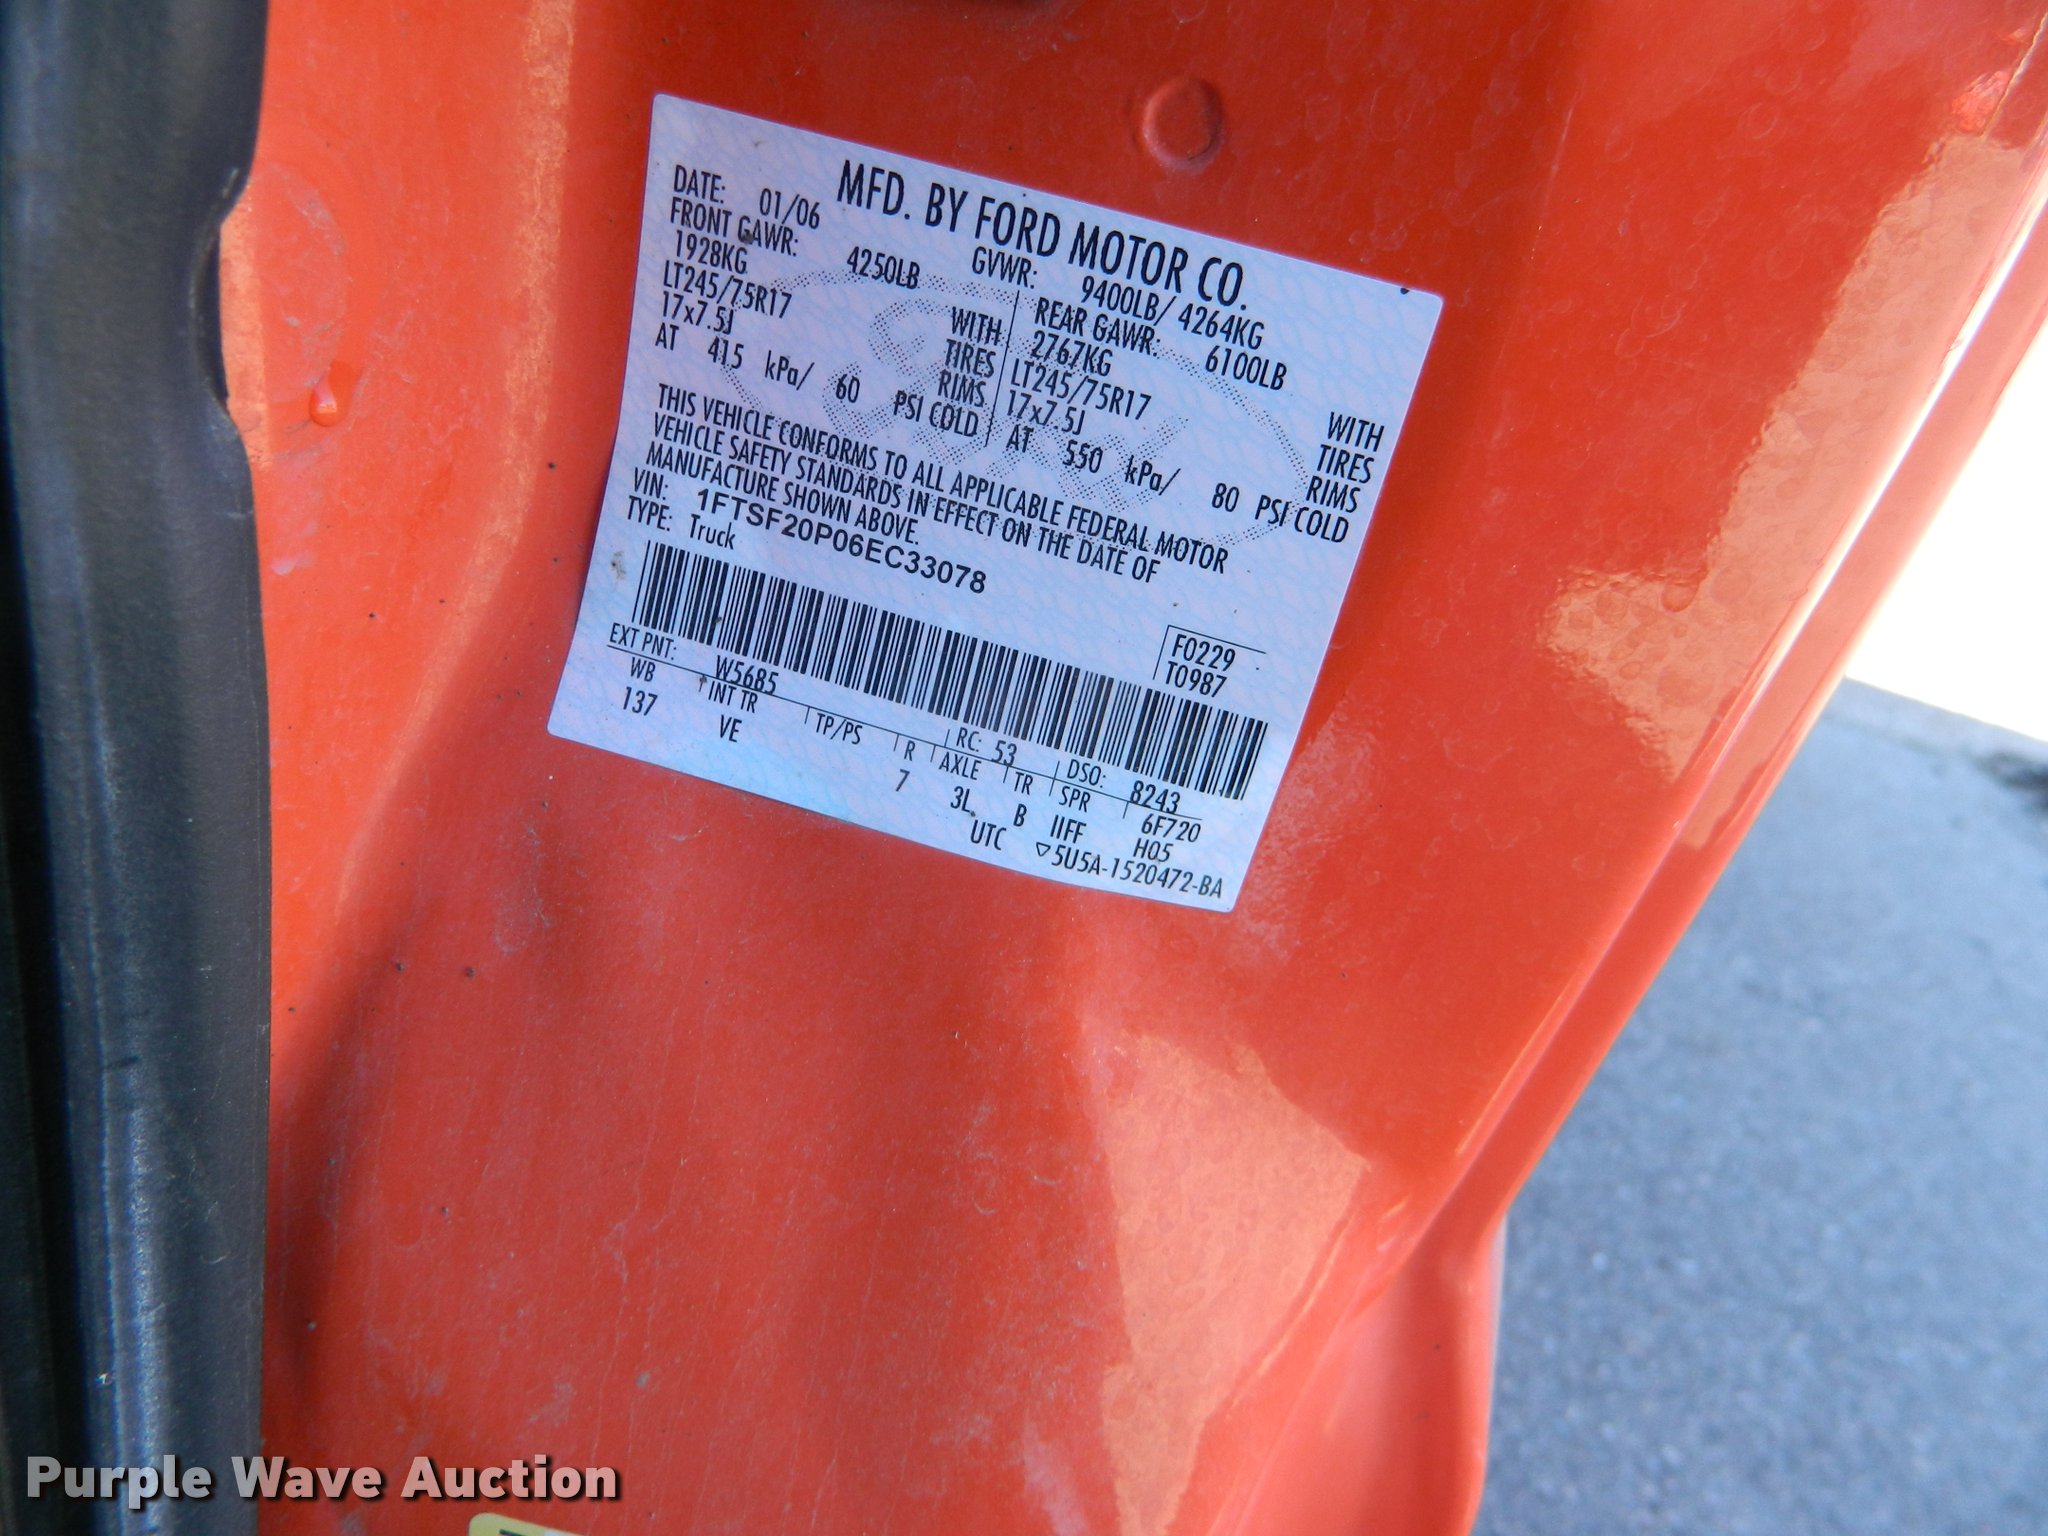 MFD. BY FORD MOTOR CO.
DATE: 01/06 GVWR: 9400LB/ 4264KG
FRONT GAWR: 4250LB REAR GAWR: 6100LB
1928KG WITH 2767KG WITH
LT245/75R17 TIRES LT245/75R17 TIRES
17x7.5J RIMS 17x7.5J RIMS
AT 415 kPa/ 60 PSI COLD AT 550 kPa/ 80 PSI COLD
THIS VEHICLE CONFORMS TO ALL APPLICABLE FEDERAL MOTOR
VEHICLE SAFETY STANDARDS IN EFFECT ON THE DATE OF
MANUFACTURE SHOWN ABOVE.
VIN: 1FTSF20P06EC33078
TYPE: Truck
F0229
T0987
EXT PNT: W5685 RC: 53 DSO: 8243
WB INT TR TP/PS R AXLE TR SPR 6F720
137 VE 7 3L B IIFF H05
UTC ▽5U5A-1520472-BA
Purple Wave Auction